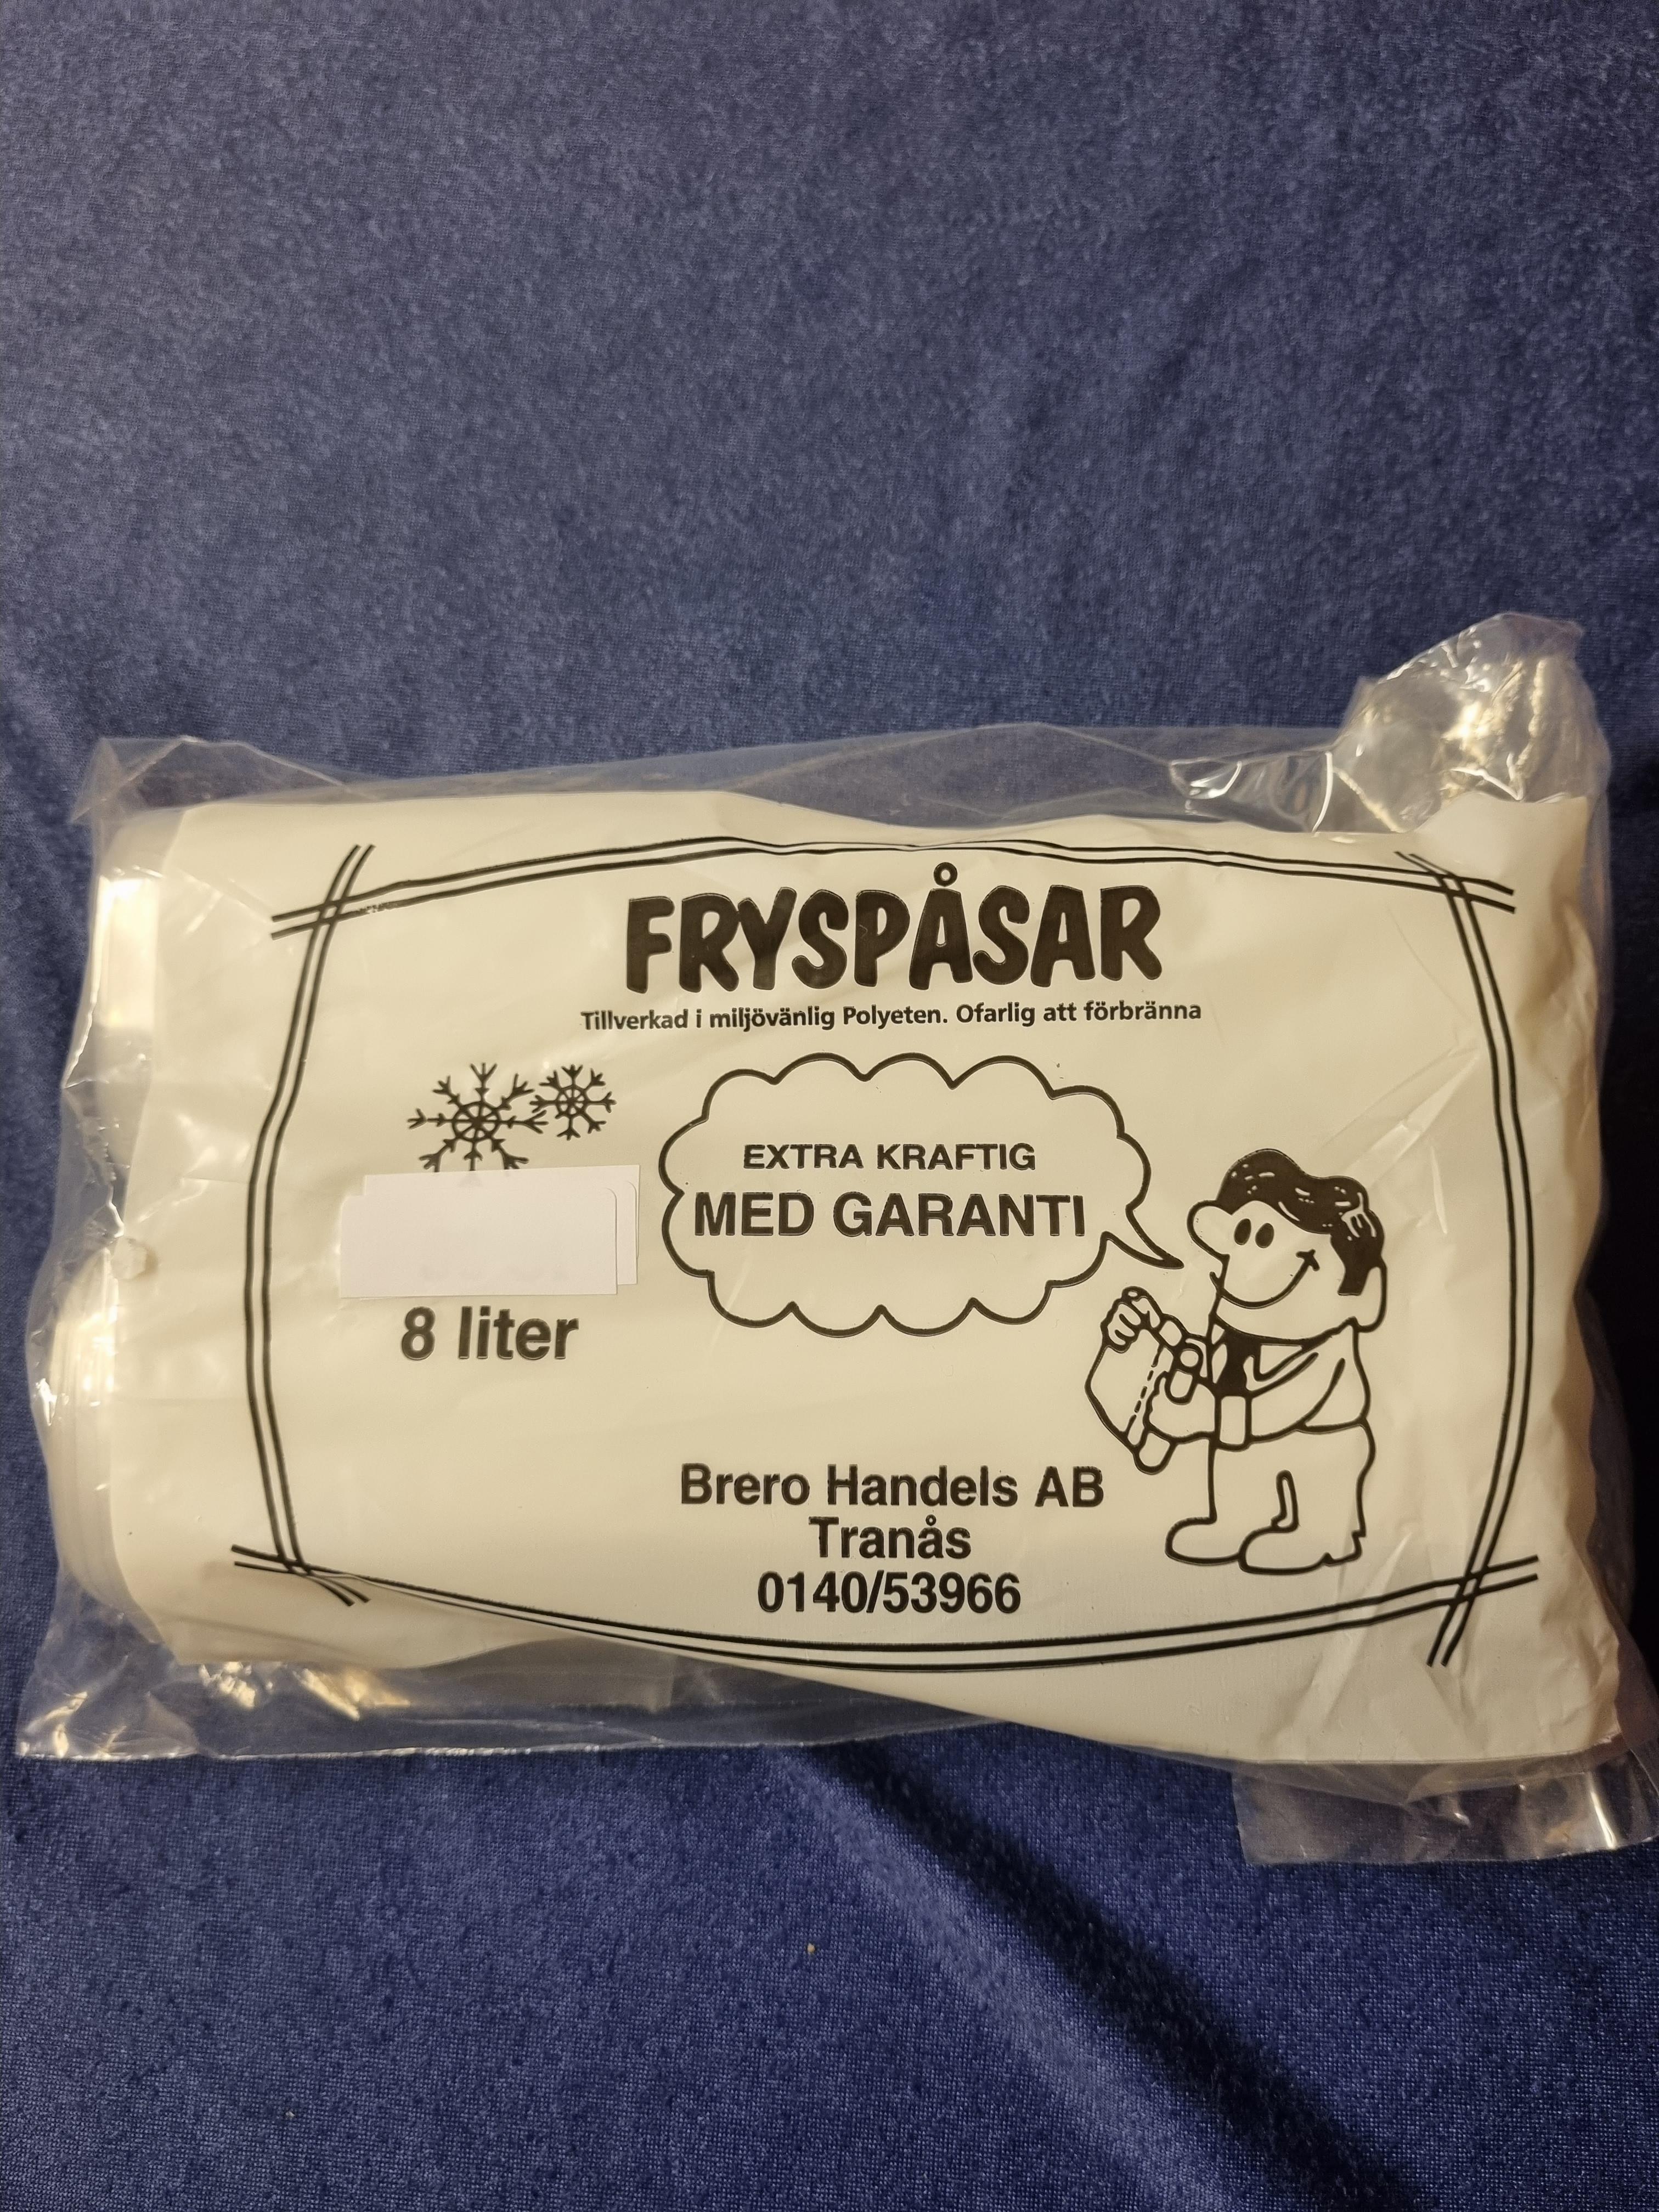 FRYSPÅSAR
Tillverkad i miljövänlig Polyeten. Ofarlig att förbränna
EXTRA KRAFTIG
MED GARANTI
8 liter
Brero Handels AB
Tranås
0140/53966